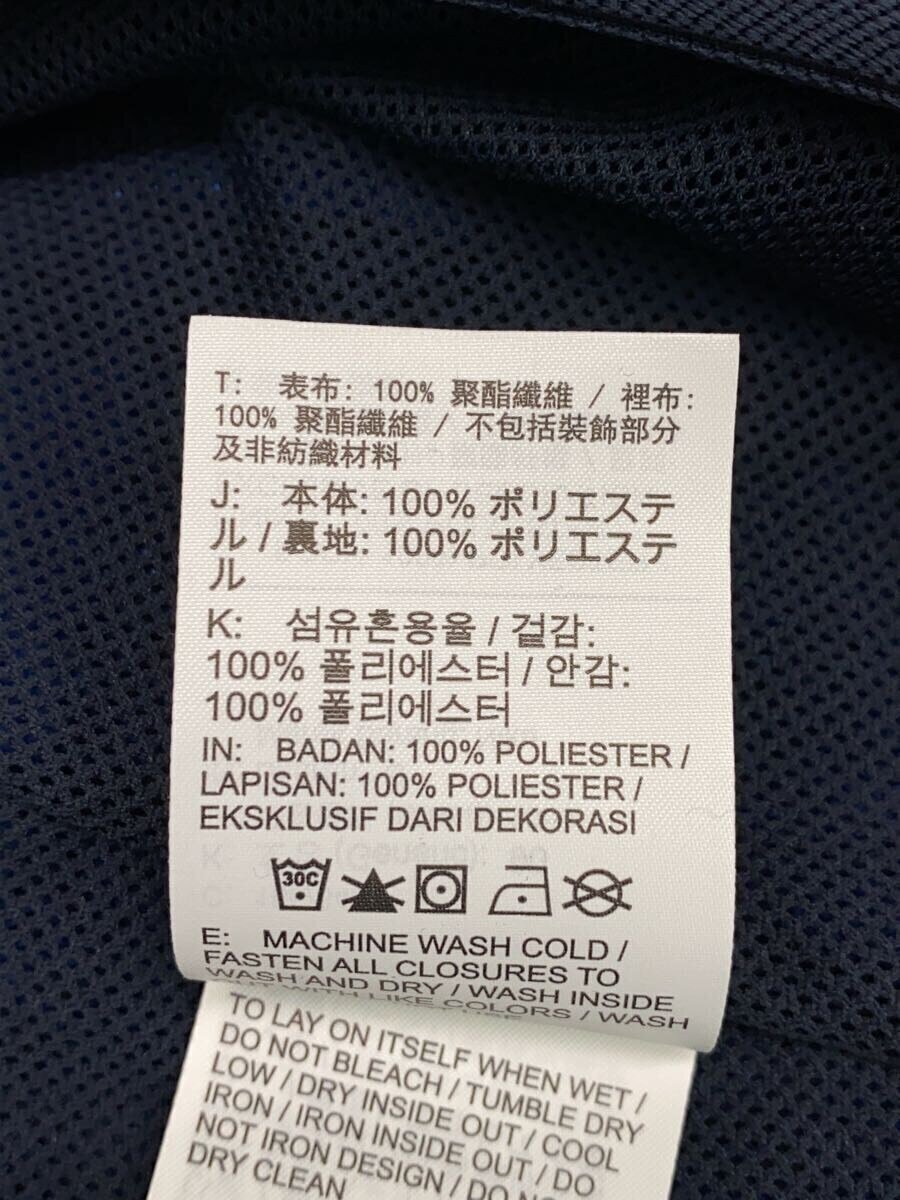 T: 表布: 100% 聚酯纖維 / 裡布:
100% 聚酯纖維 / 不包括裝飾部分
及非紡織材料
J: 本体: 100% ポリエステ
ル / 裏地: 100% ポリエステ
ル
K: 섬유혼용율 / 겉감:
100% 폴리에스터 / 안감:
100% 폴리에스터
IN: BADAN: 100% POLIESTER /
LAPISAN: 100% POLIESTER /
EKSKLUSIF DARI DEKORASI
30C
E: MACHINE WASH COLD /
FASTEN ALL CLOSURES TO
WASH AND DRY / WASH INSIDE
OUT WITH LIKE COLORS / WASH
TO LAY ON ITSELF WHEN WET /
DO NOT BLEACH / TUMBLE DRY
LOW / DRY INSIDE OUT / COOL
IRON / IRON INSIDE OUT / DO
NOT IRON DESIGN / DO NOT
DRY CLEAN